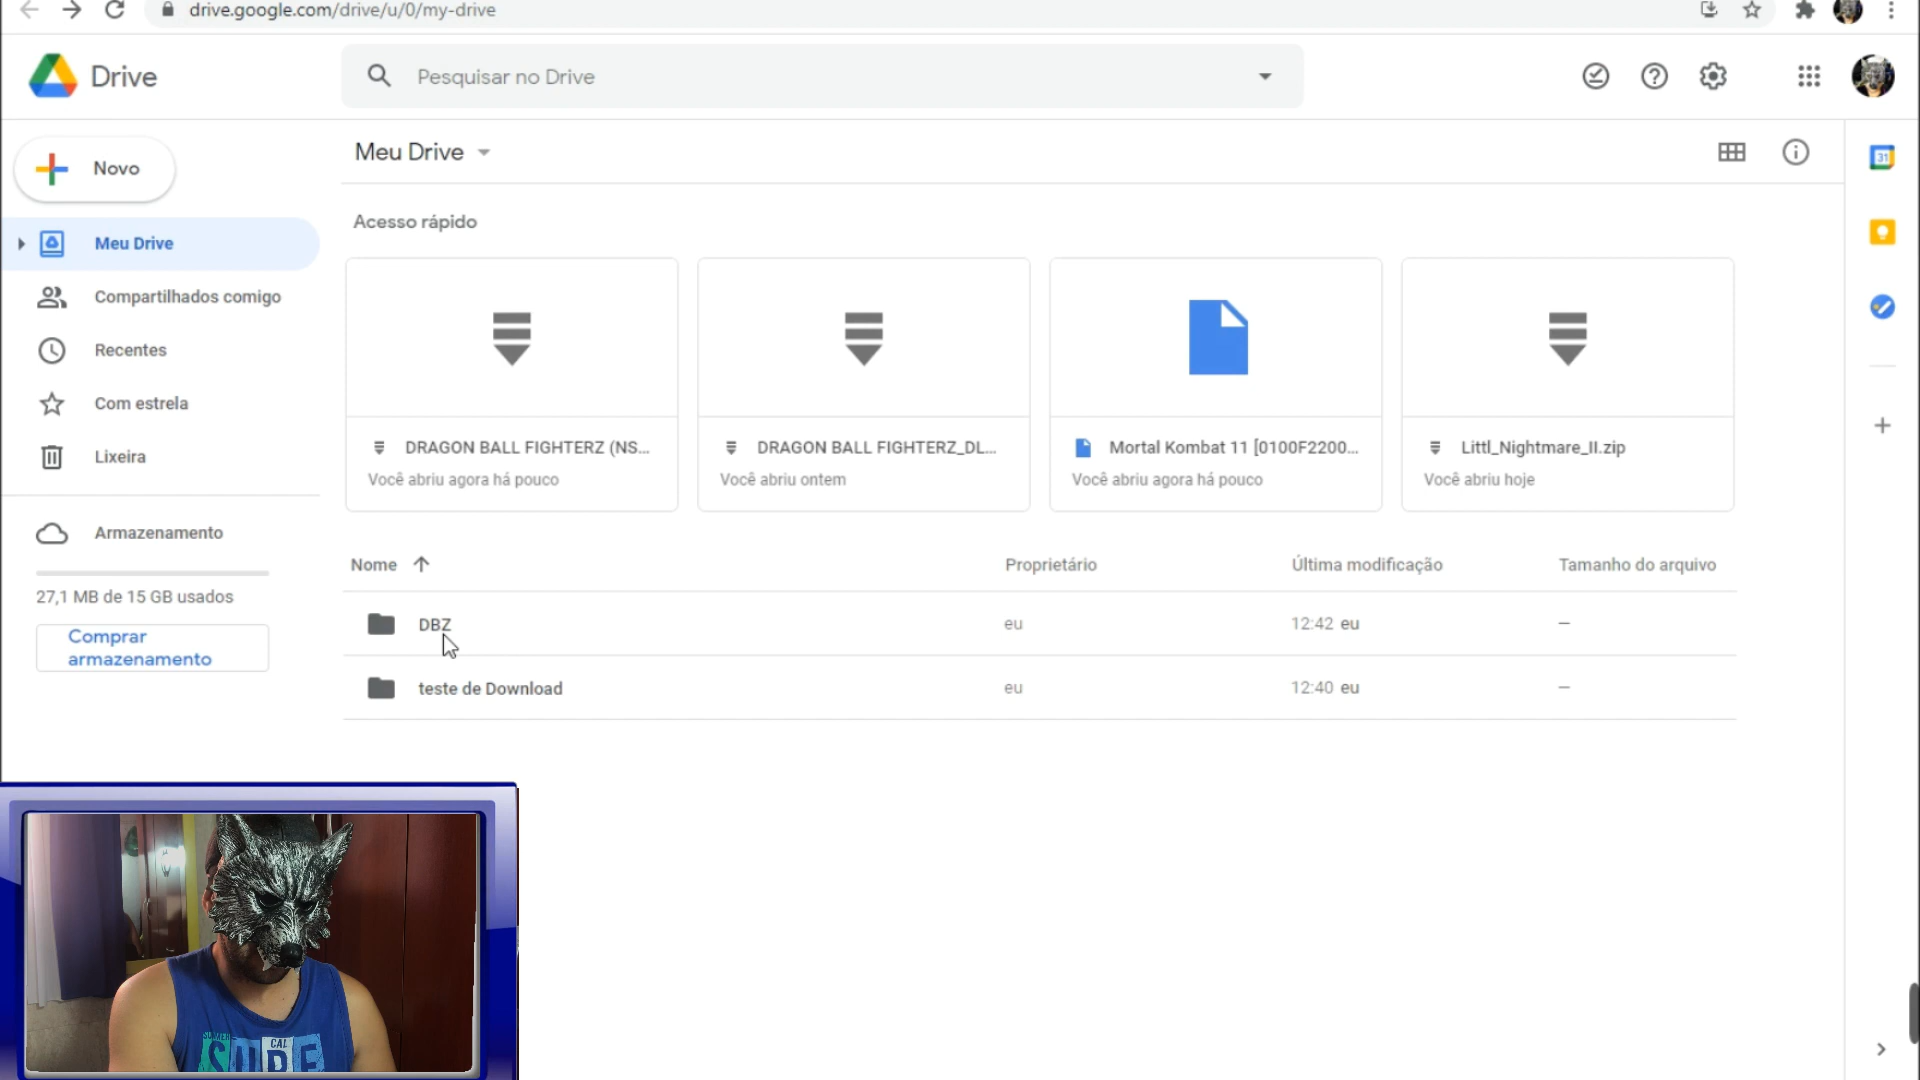 drive.google.com/drive/u/0/my-drive
Drive
Pesquisar no Drive
Novo
Meu Drive
Compartilhados comigo
Recentes
Com estrela
Lixeira
Armazenamento
27,1 MB de 15 GB usados
Comprar
armazenamento
Meu Drive
Acesso rápido
DRAGON BALL FIGHTERZ (NS...
Você abriu agora há pouco
DRAGON BALL FIGHTERZ_DL...
Você abriu ontem
Mortal Kombat 11 [0100F2200...
Você abriu agora há pouco
Littl_Nightmare_II.zip
Você abriu hoje
Nome Proprietário Última modificação Tamanho do arquivo
DBZ eu 12:42 eu —
teste de Download eu 12:40 eu —
31
CAL